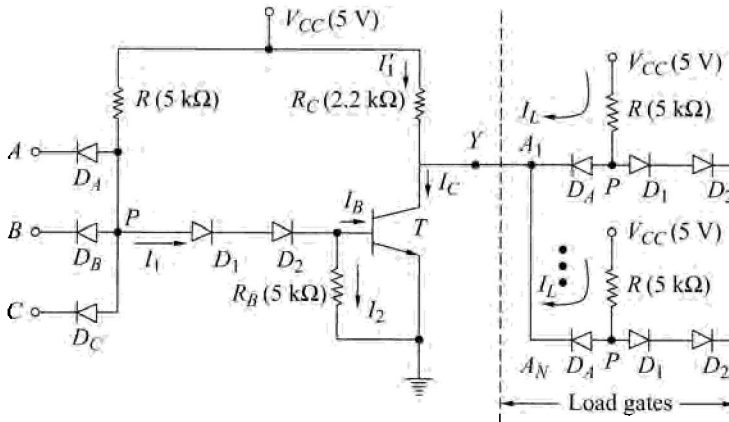 V_CC (5 V)
R (5 kΩ)
I'_1
R_C (2.2 kΩ)
V_CC (5 V)
I_L
R (5 kΩ)
A
D_A
Y
A_1
D_A
P
D_1
D_2
I_C
B
D_B
P
I_1
D_1
D_2
I_B
T
V_CC (5 V)
R_B (5 kΩ)
I_2
I_L
R (5 kΩ)
C
D_C
A_N
D_A
P
D_1
D_2
Load gates